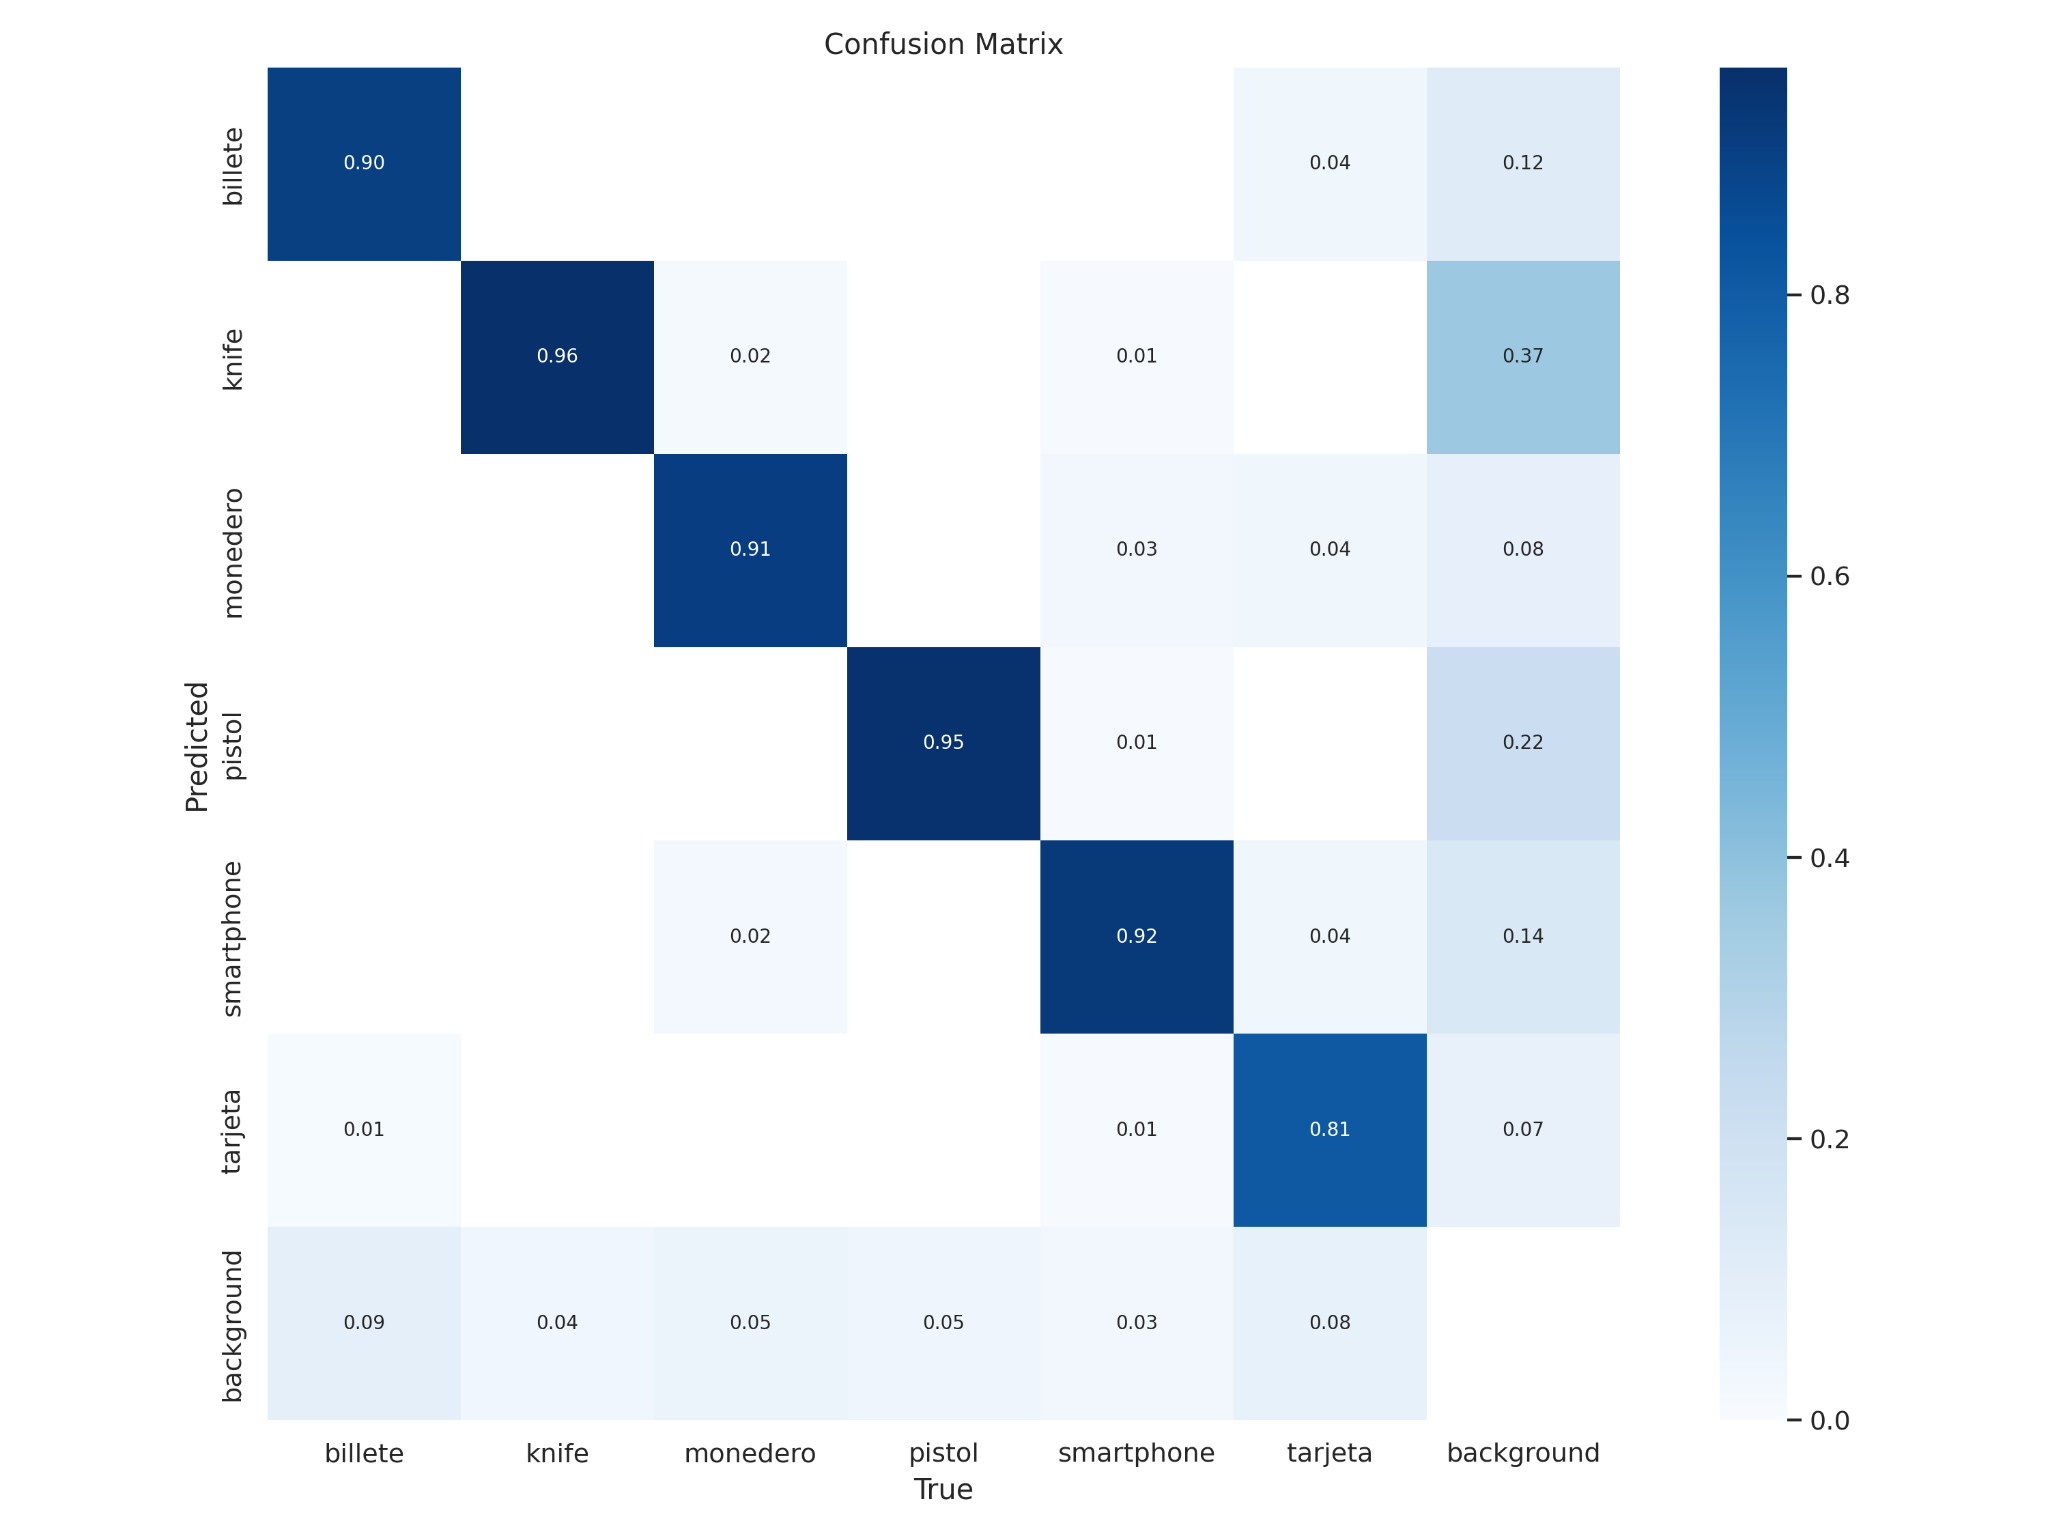 Confusion Matrix
billete
0.90
0.04
0.12
knife
0.96
0.02
0.01
0.37
0.8
monedero
0.91
0.03
0.04
0.08
0.6
Predicted
pistol
0.95
0.01
0.22
smartphone
0.02
0.92
0.04
0.14
0.4
tarjeta
0.01
0.01
0.81
0.07
0.2
background
0.09
0.04
0.05
0.05
0.03
0.08
0.0
billete
knife
monedero
pistol
smartphone
tarjeta
background
True